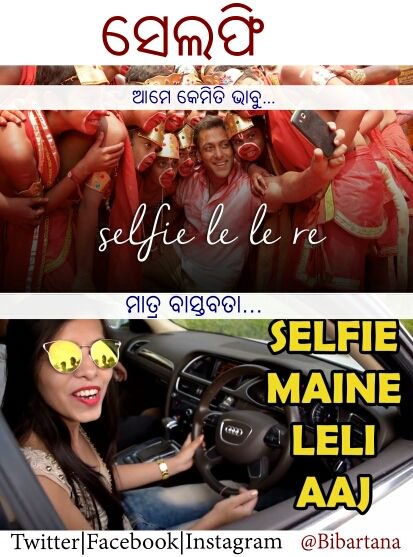 ସେଲଫି
ଆମେ କେମିତି ଭାବୁ...
selfie le le re
ମାତ୍ର ବାସ୍ତବତା...
SELFIE
MAINE
LELI
AAJ
Twitter|Facebook|Instagram @Bibartana